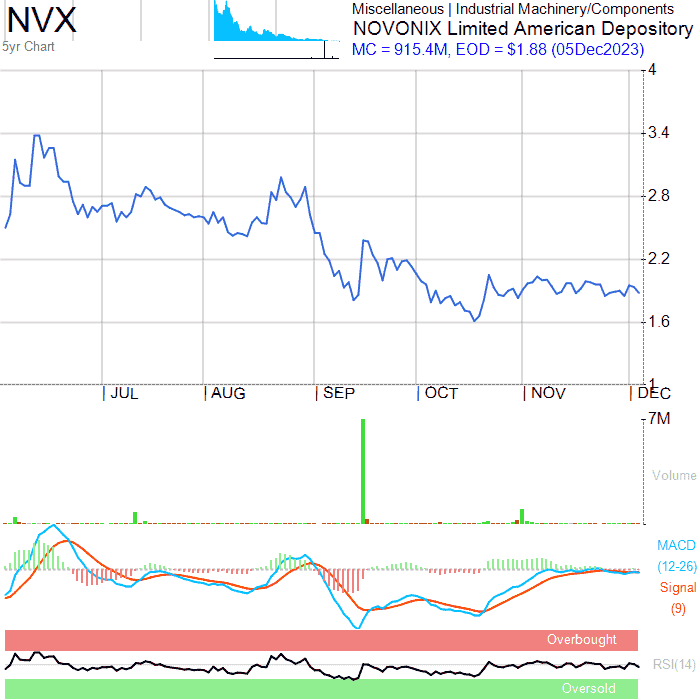 NVX
5yr Chart
Miscellaneous | Industrial Machinery/Components
NOVONIX Limited American Depository
MC = 915.4M, EOD = $1.88 (05Dec2023)
4
3.4
2.8
2.2
1.6
1
JUL AUG SEP OCT NOV DEC
7M
Volume
MACD
(12-26)
Signal
(9)
Overbought
RSI(14)
Oversold